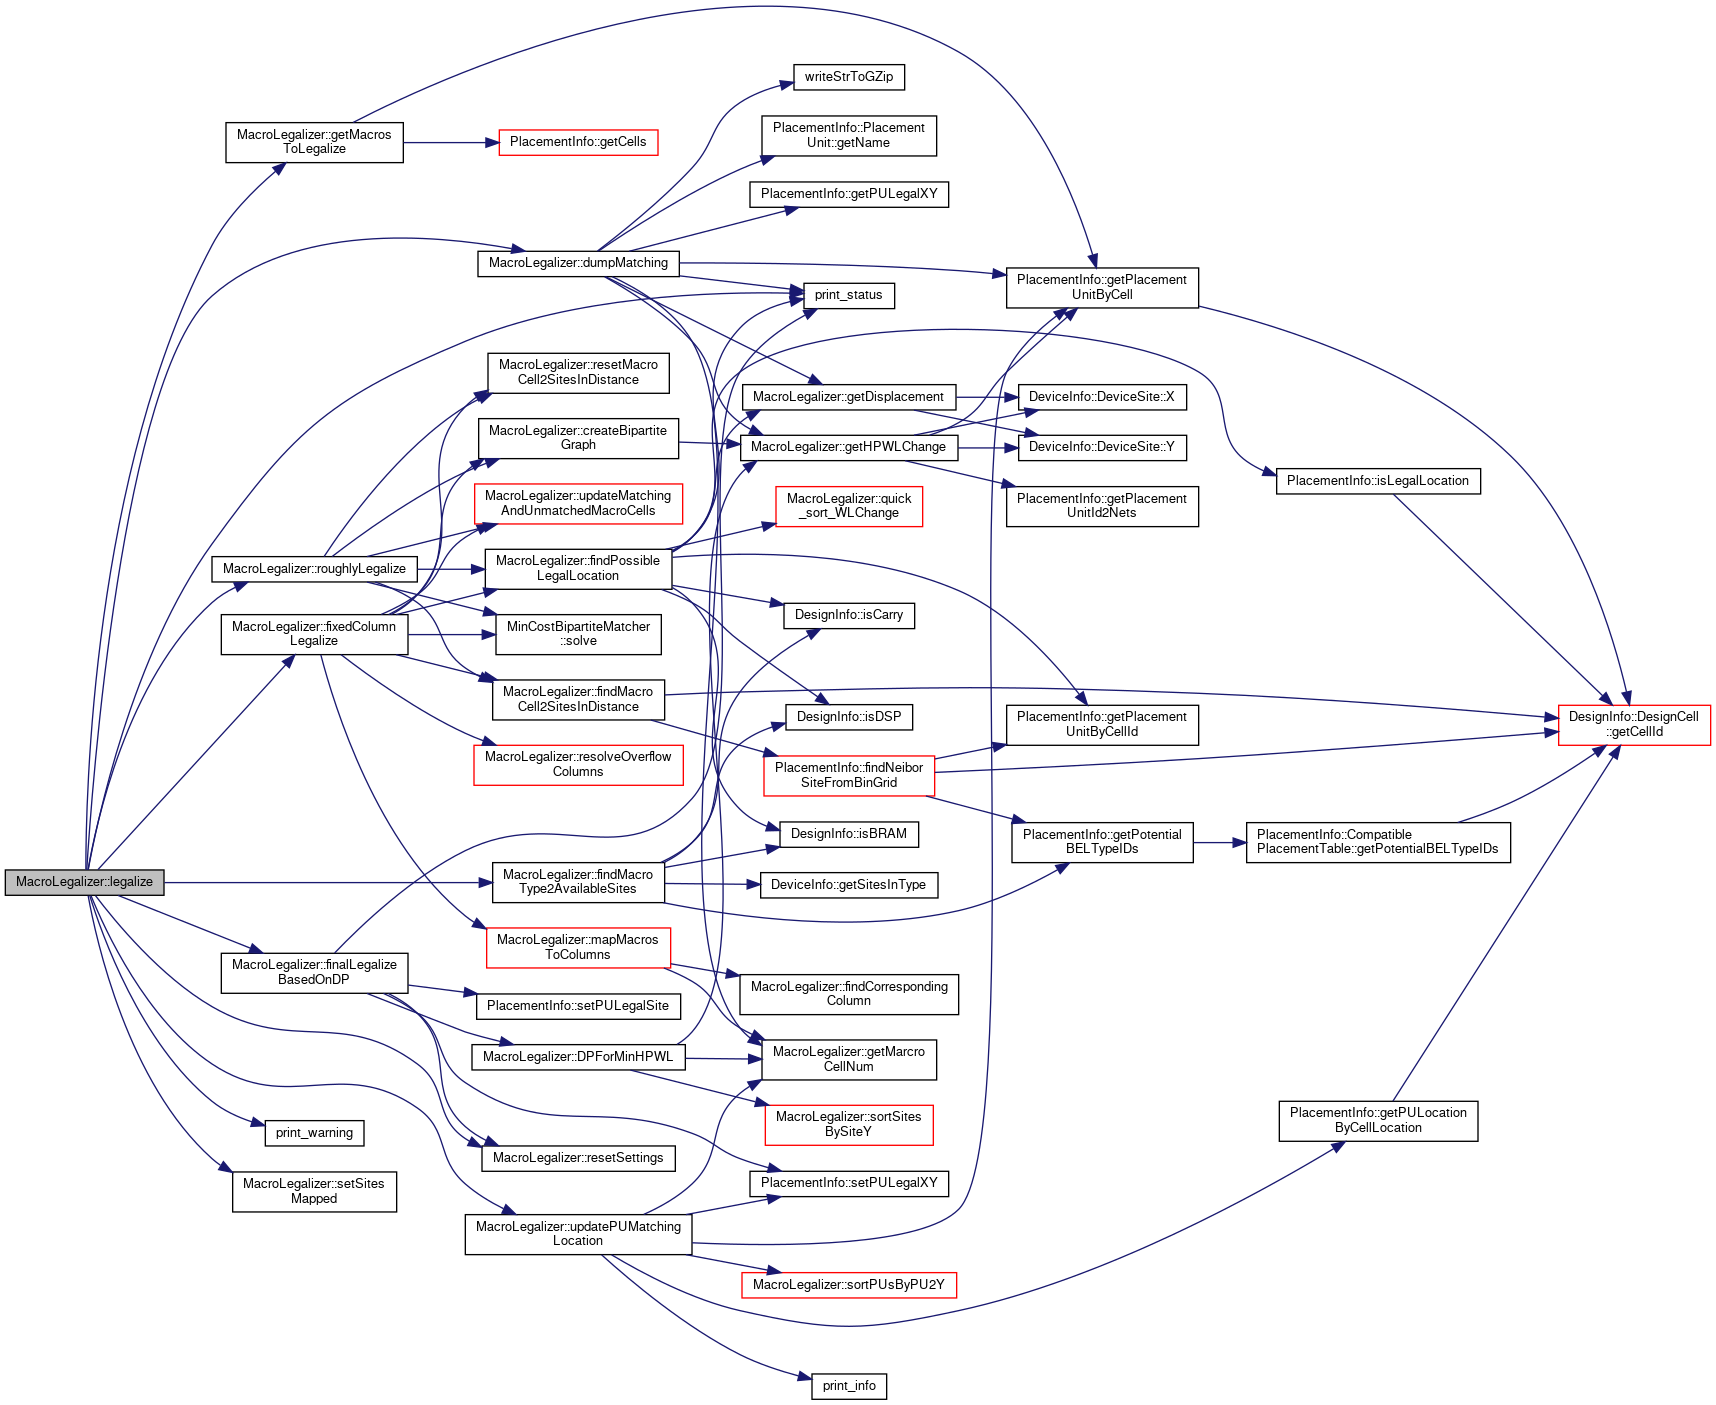 writeStrToGZip
PlacementInfo::Placement
Unit::getName
MacroLegalizer::getMacros
ToLegalize
PlacementInfo::getCells
PlacementInfo::getPULegalXY
MacroLegalizer::dumpMatching
PlacementInfo::getPlacement
UnitByCell
print_status
MacroLegalizer::resetMacro
Cell2SitesInDistance
MacroLegalizer::getDisplacement
DeviceInfo::DeviceSite::X
MacroLegalizer::createBipartite
Graph
MacroLegalizer::getHPWLChange
DeviceInfo::DeviceSite::Y
PlacementInfo::isLegalLocation
MacroLegalizer::updateMatching
AndUnmatchedMacroCells
MacroLegalizer::quick
_sort_WLChange
PlacementInfo::getPlacement
UnitId2Nets
MacroLegalizer::roughlyLegalize
MacroLegalizer::findPossible
LegalLocation
DesignInfo::isCarry
MacroLegalizer::fixedColumn
Legalize
MinCostBipartiteMatcher
::solve
MacroLegalizer::findMacro
Cell2SitesInDistance
DesignInfo::isDSP
PlacementInfo::getPlacement
UnitByCellId
DesignInfo::DesignCell
::getCellId
MacroLegalizer::resolveOverflow
Columns
PlacementInfo::findNeibor
SiteFromBinGrid
DesignInfo::isBRAM
PlacementInfo::getPotential
BELTypeIDs
PlacementInfo::Compatible
PlacementTable::getPotentialBELTypeIDs
MacroLegalizer::legalize
MacroLegalizer::findMacro
Type2AvailableSites
DeviceInfo::getSitesInType
MacroLegalizer::mapMacros
ToColumns
MacroLegalizer::finalLegalize
BasedOnDP
MacroLegalizer::findCorresponding
Column
PlacementInfo::setPULegalSite
MacroLegalizer::DPForMinHPWL
MacroLegalizer::getMarcro
CellNum
MacroLegalizer::sortSites
BySiteY
PlacementInfo::getPULocation
ByCellLocation
print_warning
MacroLegalizer::resetSettings
MacroLegalizer::setSites
Mapped
PlacementInfo::setPULegalXY
MacroLegalizer::updatePUMatching
Location
MacroLegalizer::sortPUsByPU2Y
print_info